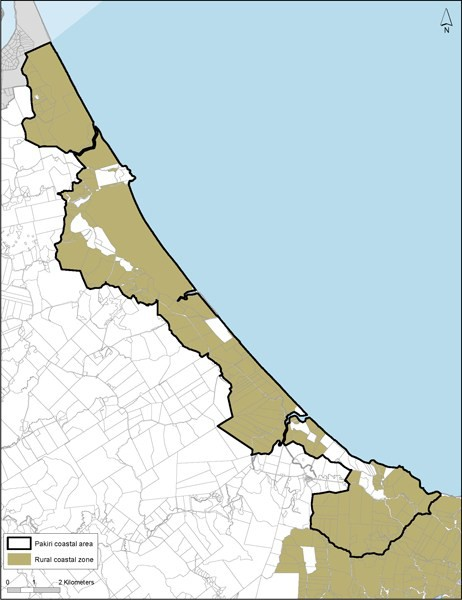 N
Pakiri coastal area
Rural coastal zone
0 1 2 Kilometers